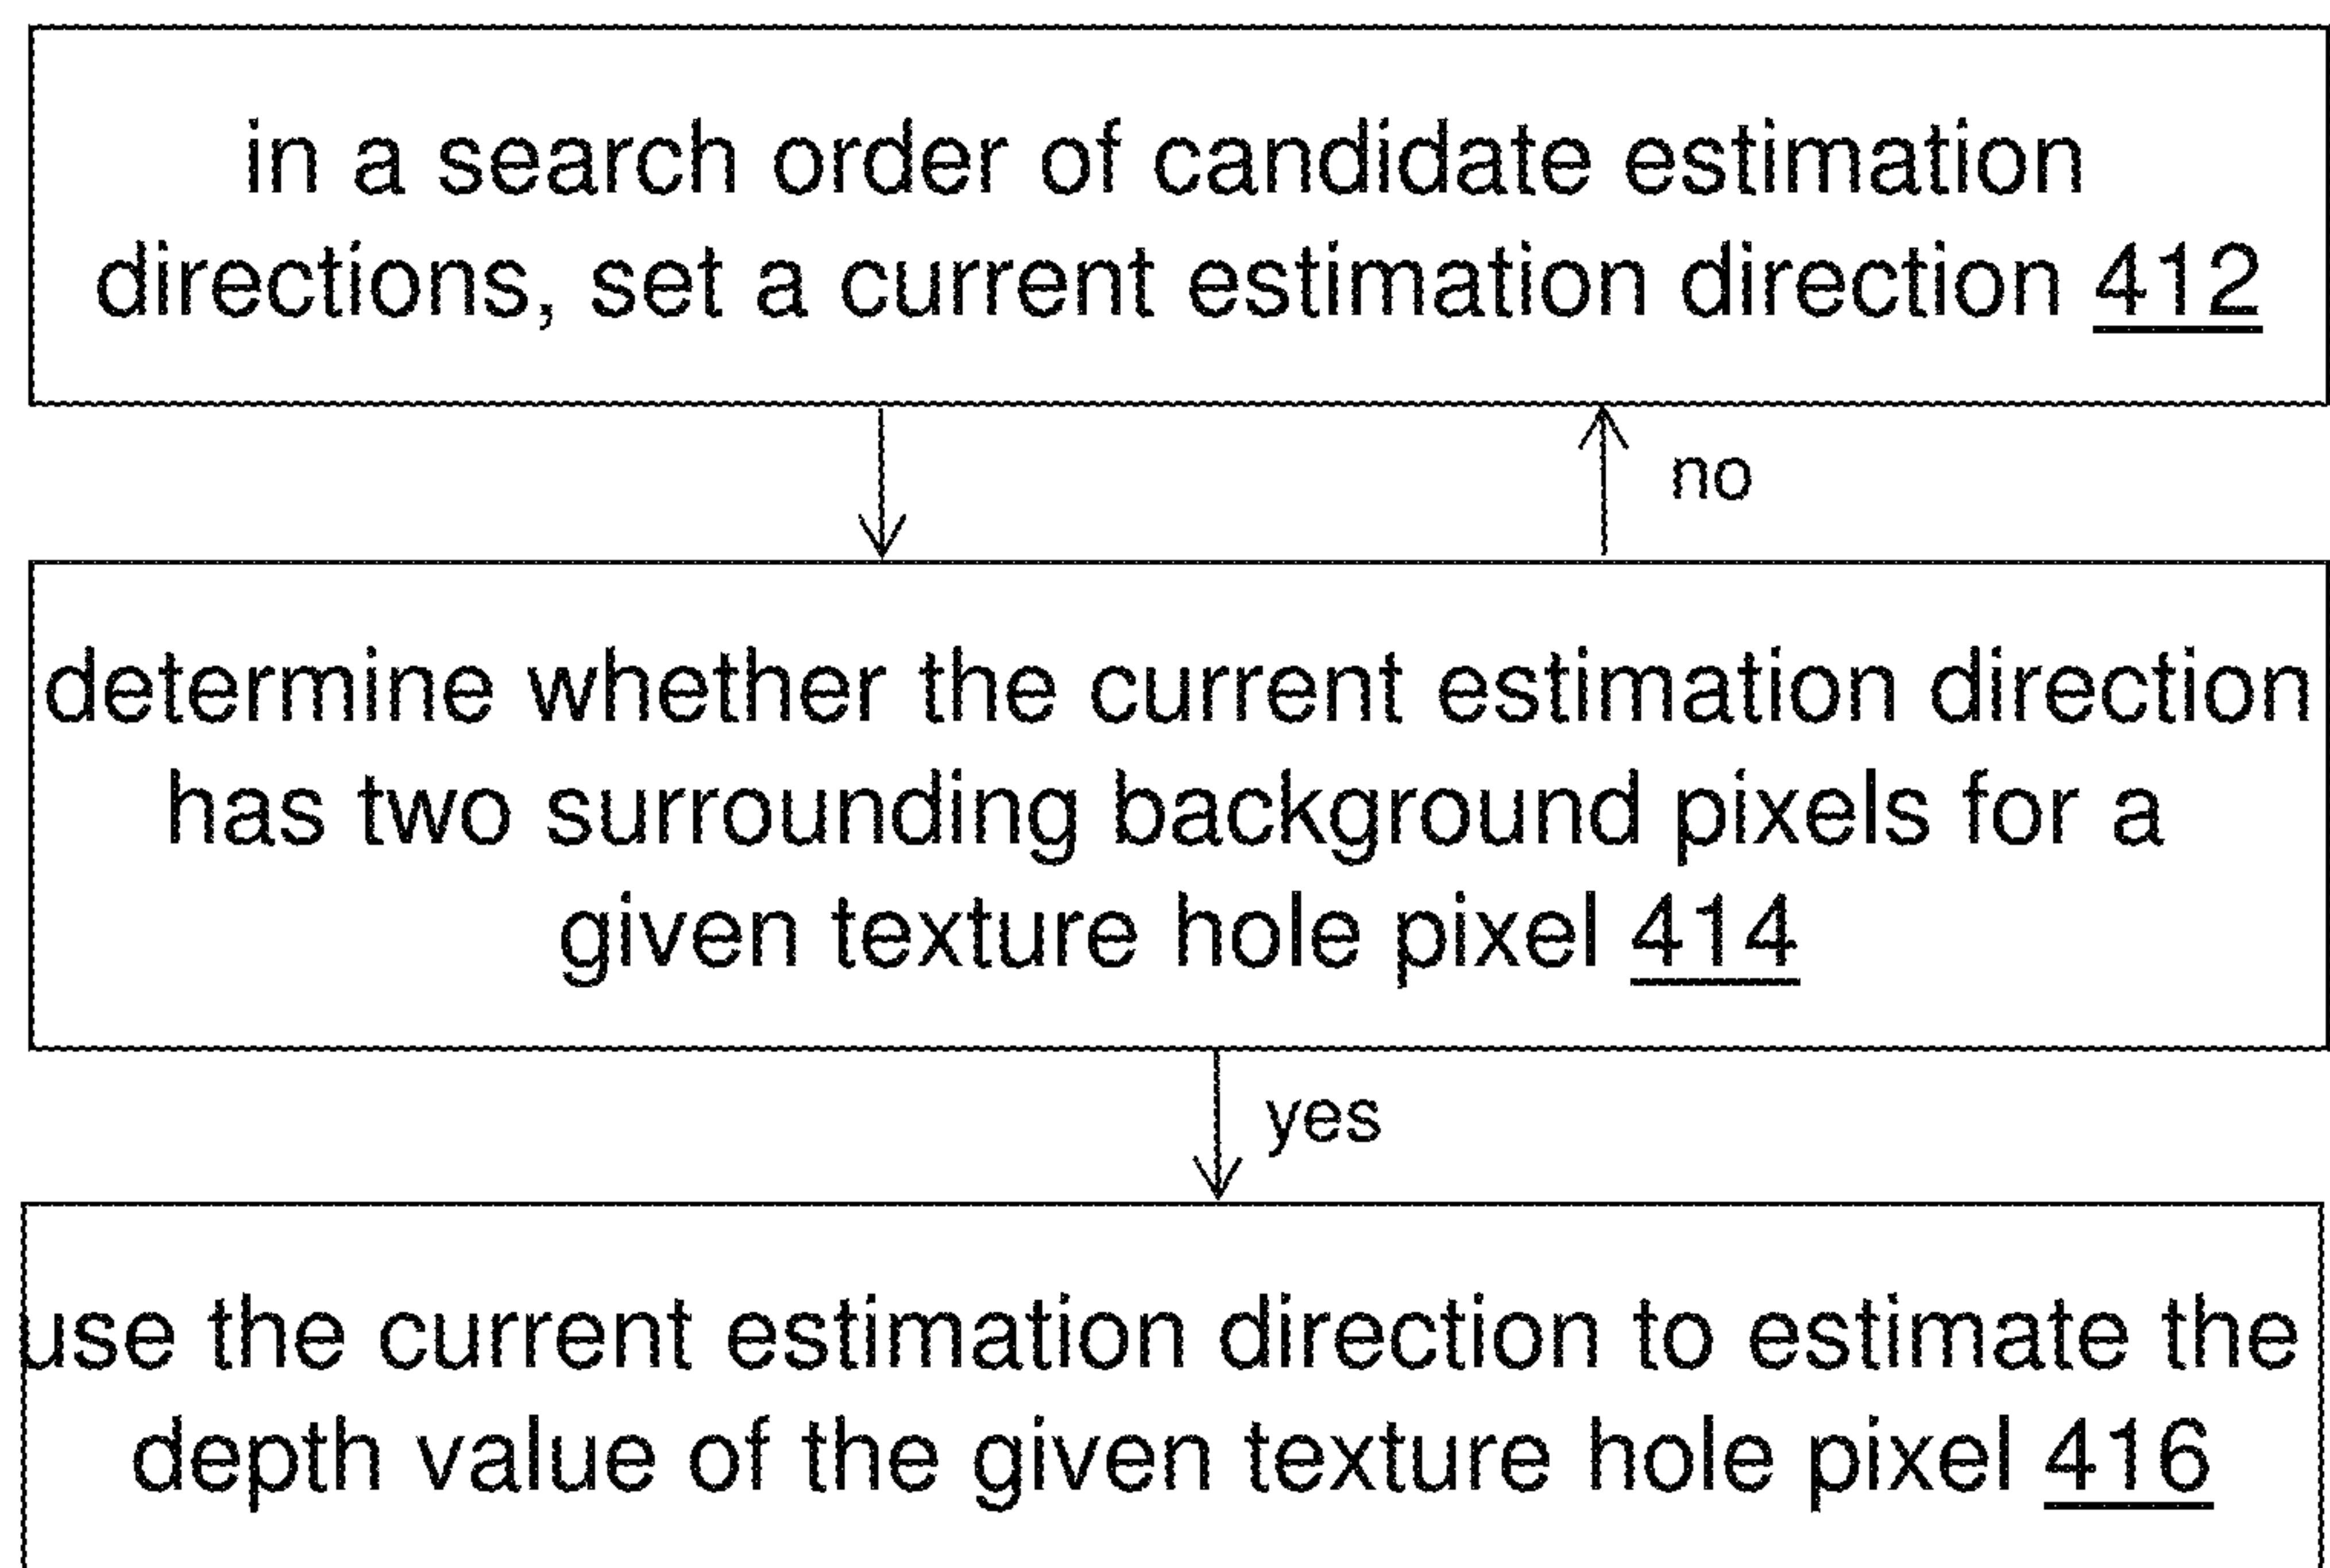 in a search order of candidate estimation
directions, set a current estimation direction 412
no
determine whether the current estimation direction
has two surrounding background pixels for a
given texture hole pixel 414
yes
use the current estimation direction to estimate the
depth value of the given texture hole pixel 416